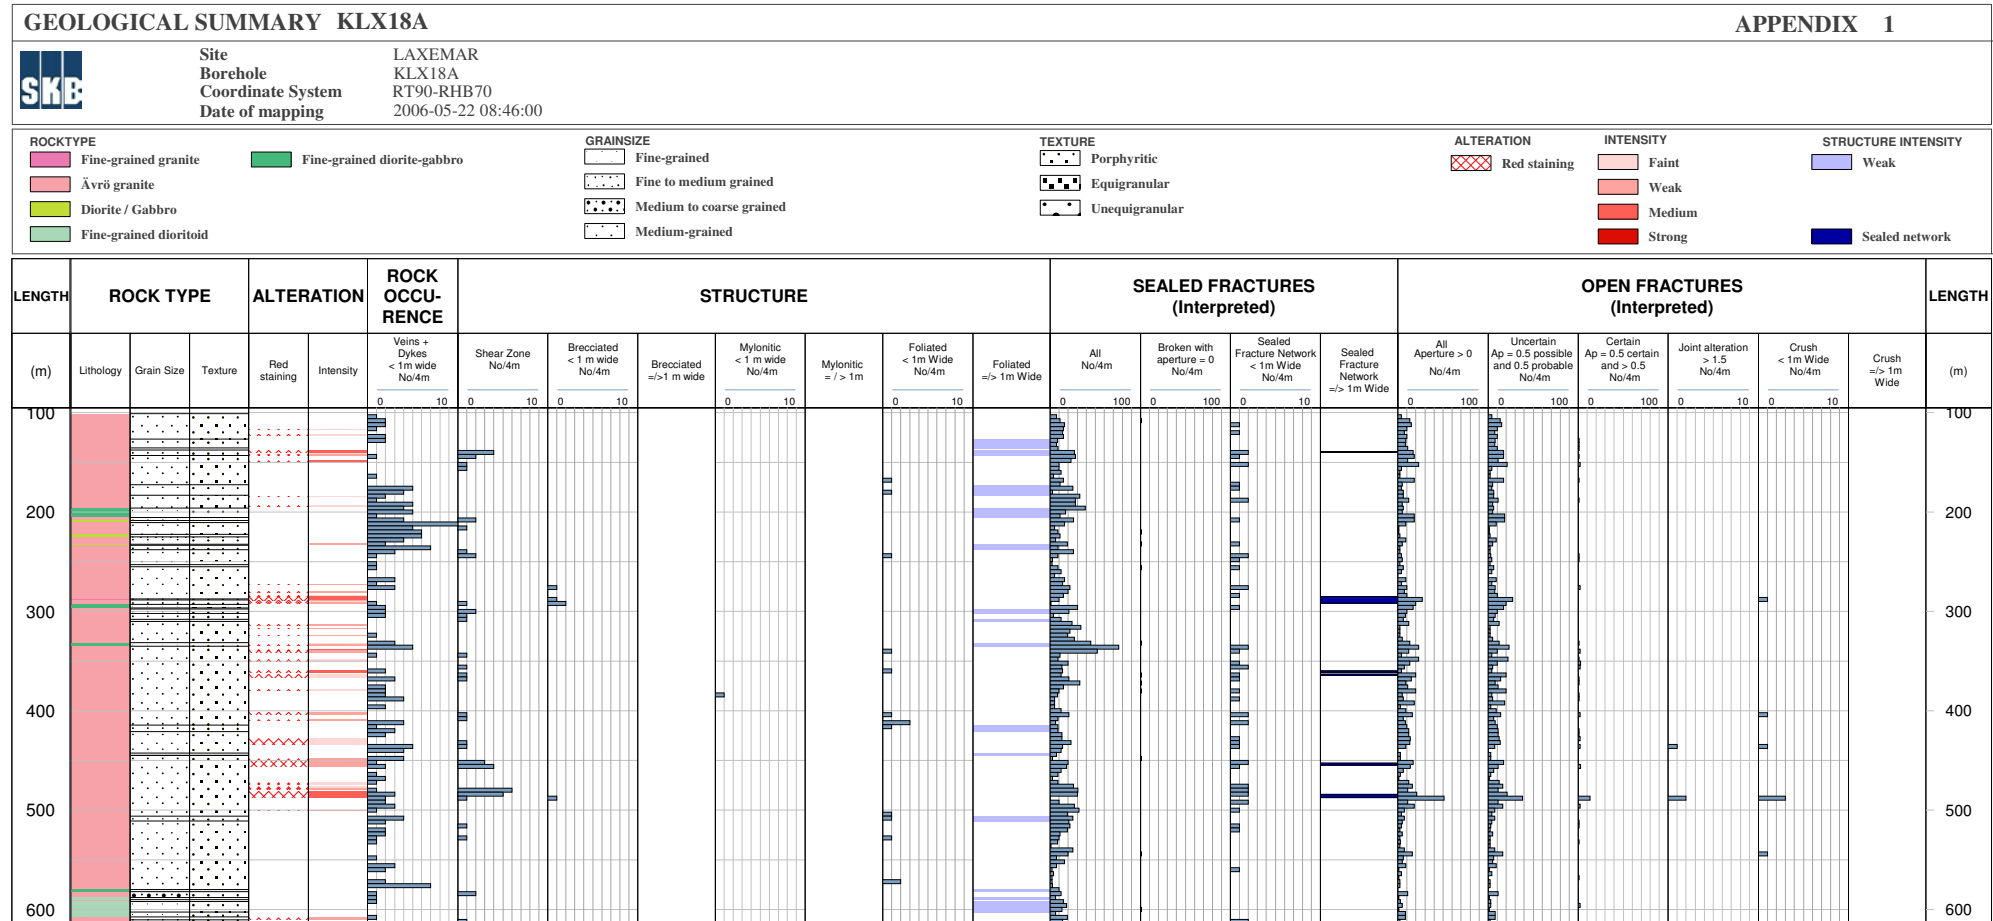 GEOLOGICAL SUMMARY KLX18A APPENDIX 1
SKB
Site LAXEMAR
Borehole KLX18A
Coordinate System RT90-RHB70
Date of mapping 2006-05-22 08:46:00
ROCKTYPE GRAINSIZE TEXTURE ALTERATION INTENSITY STRUCTURE INTENSITY
Fine-grained granite Fine-grained diorite-gabbro Fine-grained Porphyritic Red staining Faint Weak
Ävrö granite Fine to medium grained Equigranular Weak
Diorite / Gabbro Medium to coarse grained Unequigranular Medium
Fine-grained dioritoid Medium-grained Strong Sealed network
LENGTH ROCK TYPE ALTERATION ROCK OCCU- RENCE STRUCTURE SEALED FRACTURES (Interpreted) OPEN FRACTURES (Interpreted) LENGTH
(m)
Lithology
Grain Size
Texture
Red
staining
Intensity
Veins +
Dykes
< 1m wide
No/4m
0 10
Shear Zone
No/4m
0 10
Brecciated
< 1 m wide
No/4m
0 10
Brecciated
=/>1 m wide
Mylonitic
< 1 m wide
No/4m
0 10
Mylonitic
= / > 1m
Foliated
< 1m Wide
No/4m
0 10
Foliated
=/> 1m Wide
All
No/4m
0 100
Broken with
aperture = 0
No/4m
0 100
Sealed
Fracture Network
< 1m Wide
No/4m
0 10
Sealed
Fracture
Network
=/> 1m Wide
All
Aperture > 0
No/4m
0 100
Uncertain
Ap = 0.5 possible
and 0.5 probable
No/4m
0 100
Certain
Ap = 0.5 certain
and > 0.5
No/4m
0 100
Joint alteration
> 1.5
No/4m
0 10
Crush
< 1m Wide
No/4m
0 10
Crush
=/> 1m
Wide
(m)
100 100
200 200
300 300
400 400
500 500
600 600